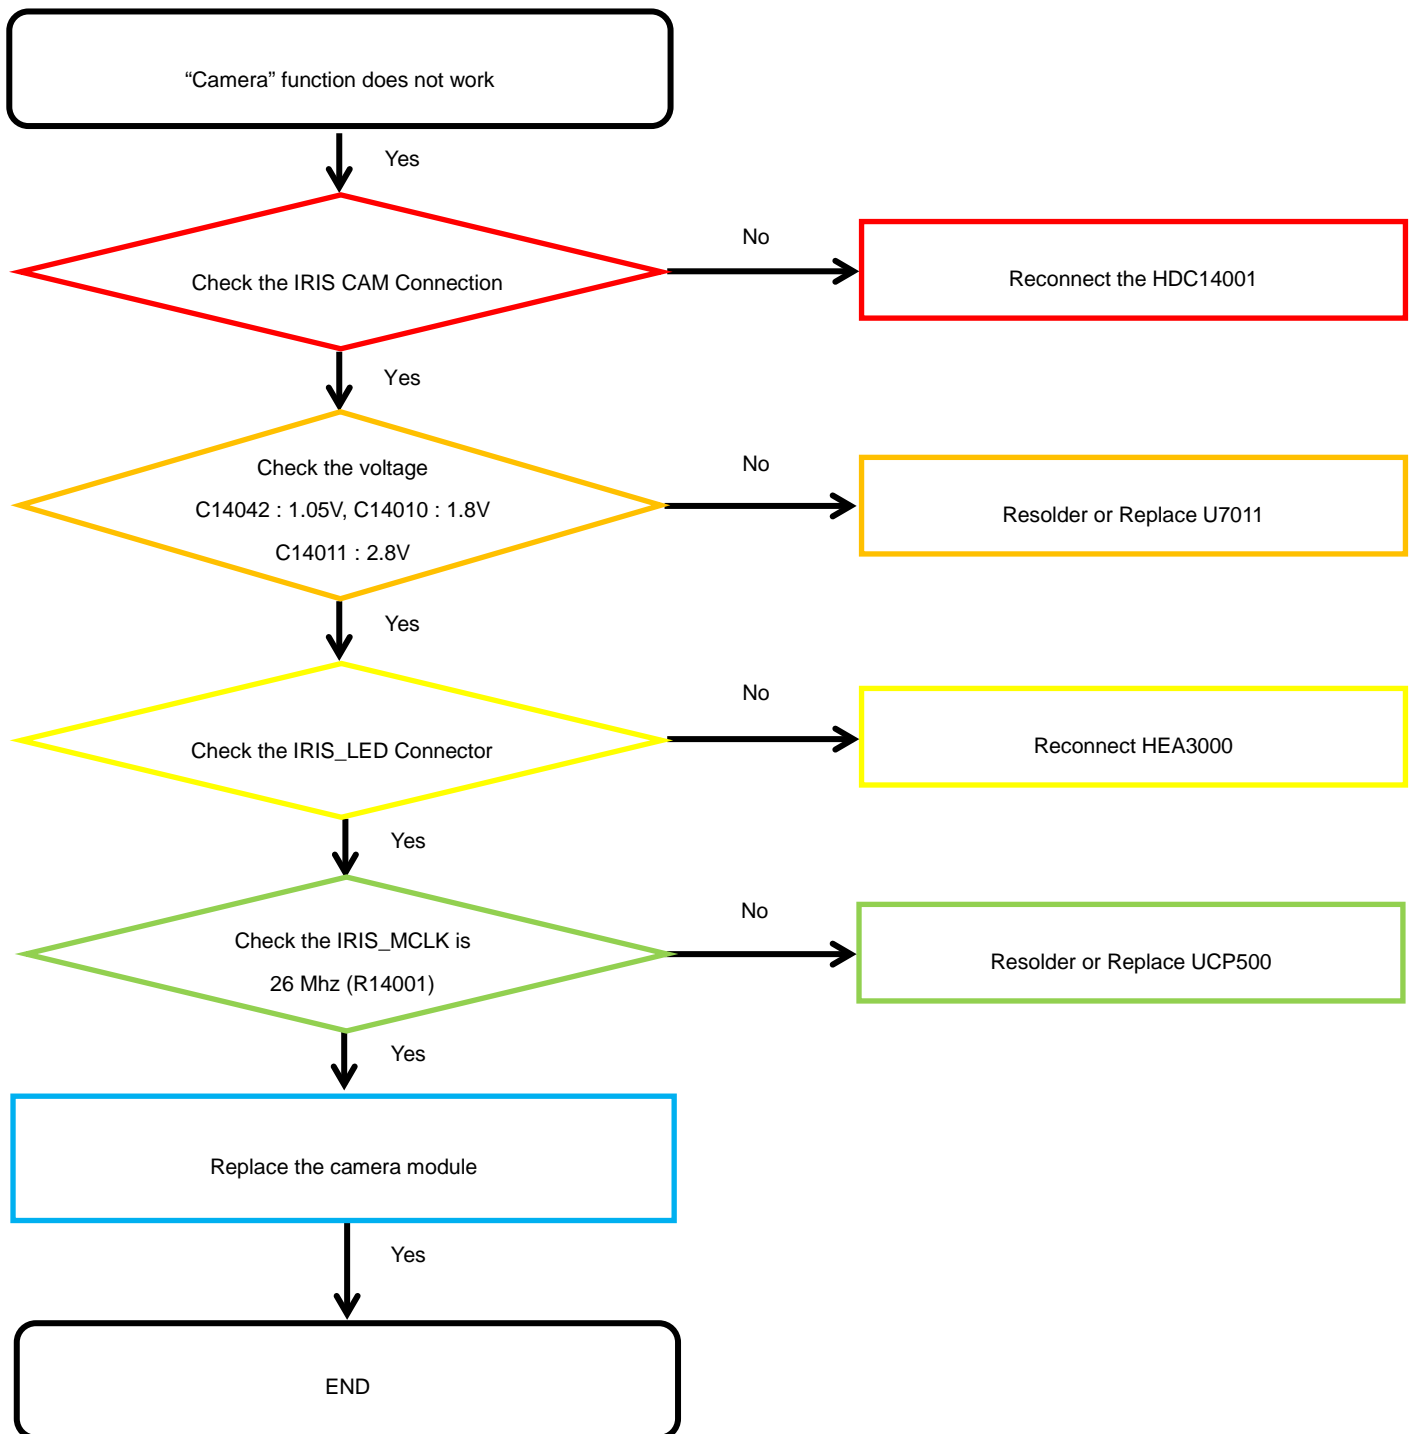 “Camera” function does not work
Yes
Check the IRIS CAM Connection
No
Reconnect the HDC14001
Yes
Check the voltage
C14042 : 1.05V, C14010 : 1.8V
C14011 : 2.8V
No
Resolder or Replace U7011
Yes
Check the IRIS_LED Connector
No
Reconnect HEA3000
Yes
Check the IRIS_MCLK is
26 Mhz (R14001)
No
Resolder or Replace UCP500
Yes
Replace the camera module
Yes
END